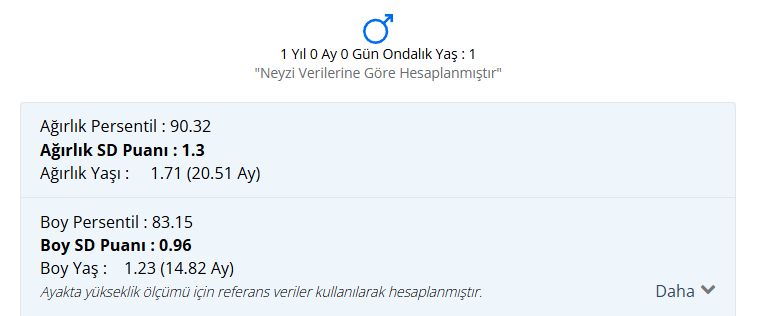 1 Yıl 0 Ay 0 Gün Ondalık Yaş : 1
"Neyzi Verilerine Göre Hesaplanmıştır"
Ağırlık Persentil : 90.32
Ağırlık SD Puanı : 1.3
Ağırlık Yaşı : 1.71 (20.51 Ay)
Boy Persentil : 83.15
Boy SD Puanı : 0.96
Boy Yaş : 1.23 (14.82 Ay)
Ayakta yükseklik ölçümü için referans veriler kullanılarak hesaplanmıştır.
Daha